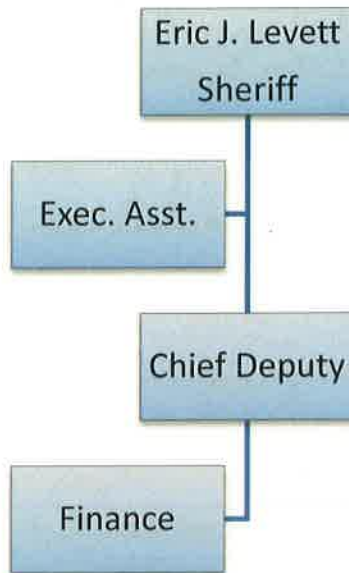 Eric J. Levett
Sheriff
Exec. Asst.
Chief Deputy
Finance